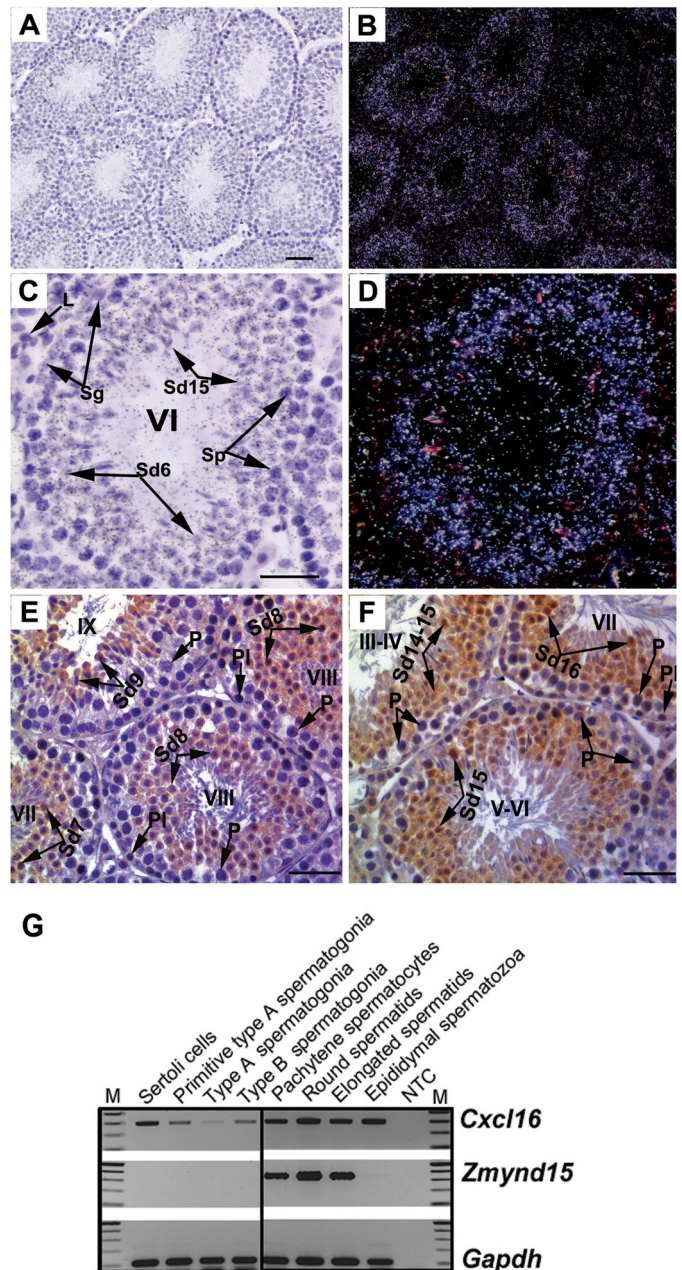 A
B
C
L
Sg
Sd15
VI
Sp
Sd6
D
E
IX
Sd9
P
Sd8
Pl
VIII
P
Sd8
VII
Sd7
VIII
Pl
P
F
III-IV
Sd14-15
VII
Sd16
P
Pl
P
P
Sd15
V-VI
G
M
Sertoli cells
Primitive type A spermatogonia
Type A spermatogonia
Type B spermatogonia
Pachytene spermatocytes
Round spermatids
Elongated spermatids
Epididymal spermatozoa
NTC
M
Cxcl16
Zmynd15
Gapdh